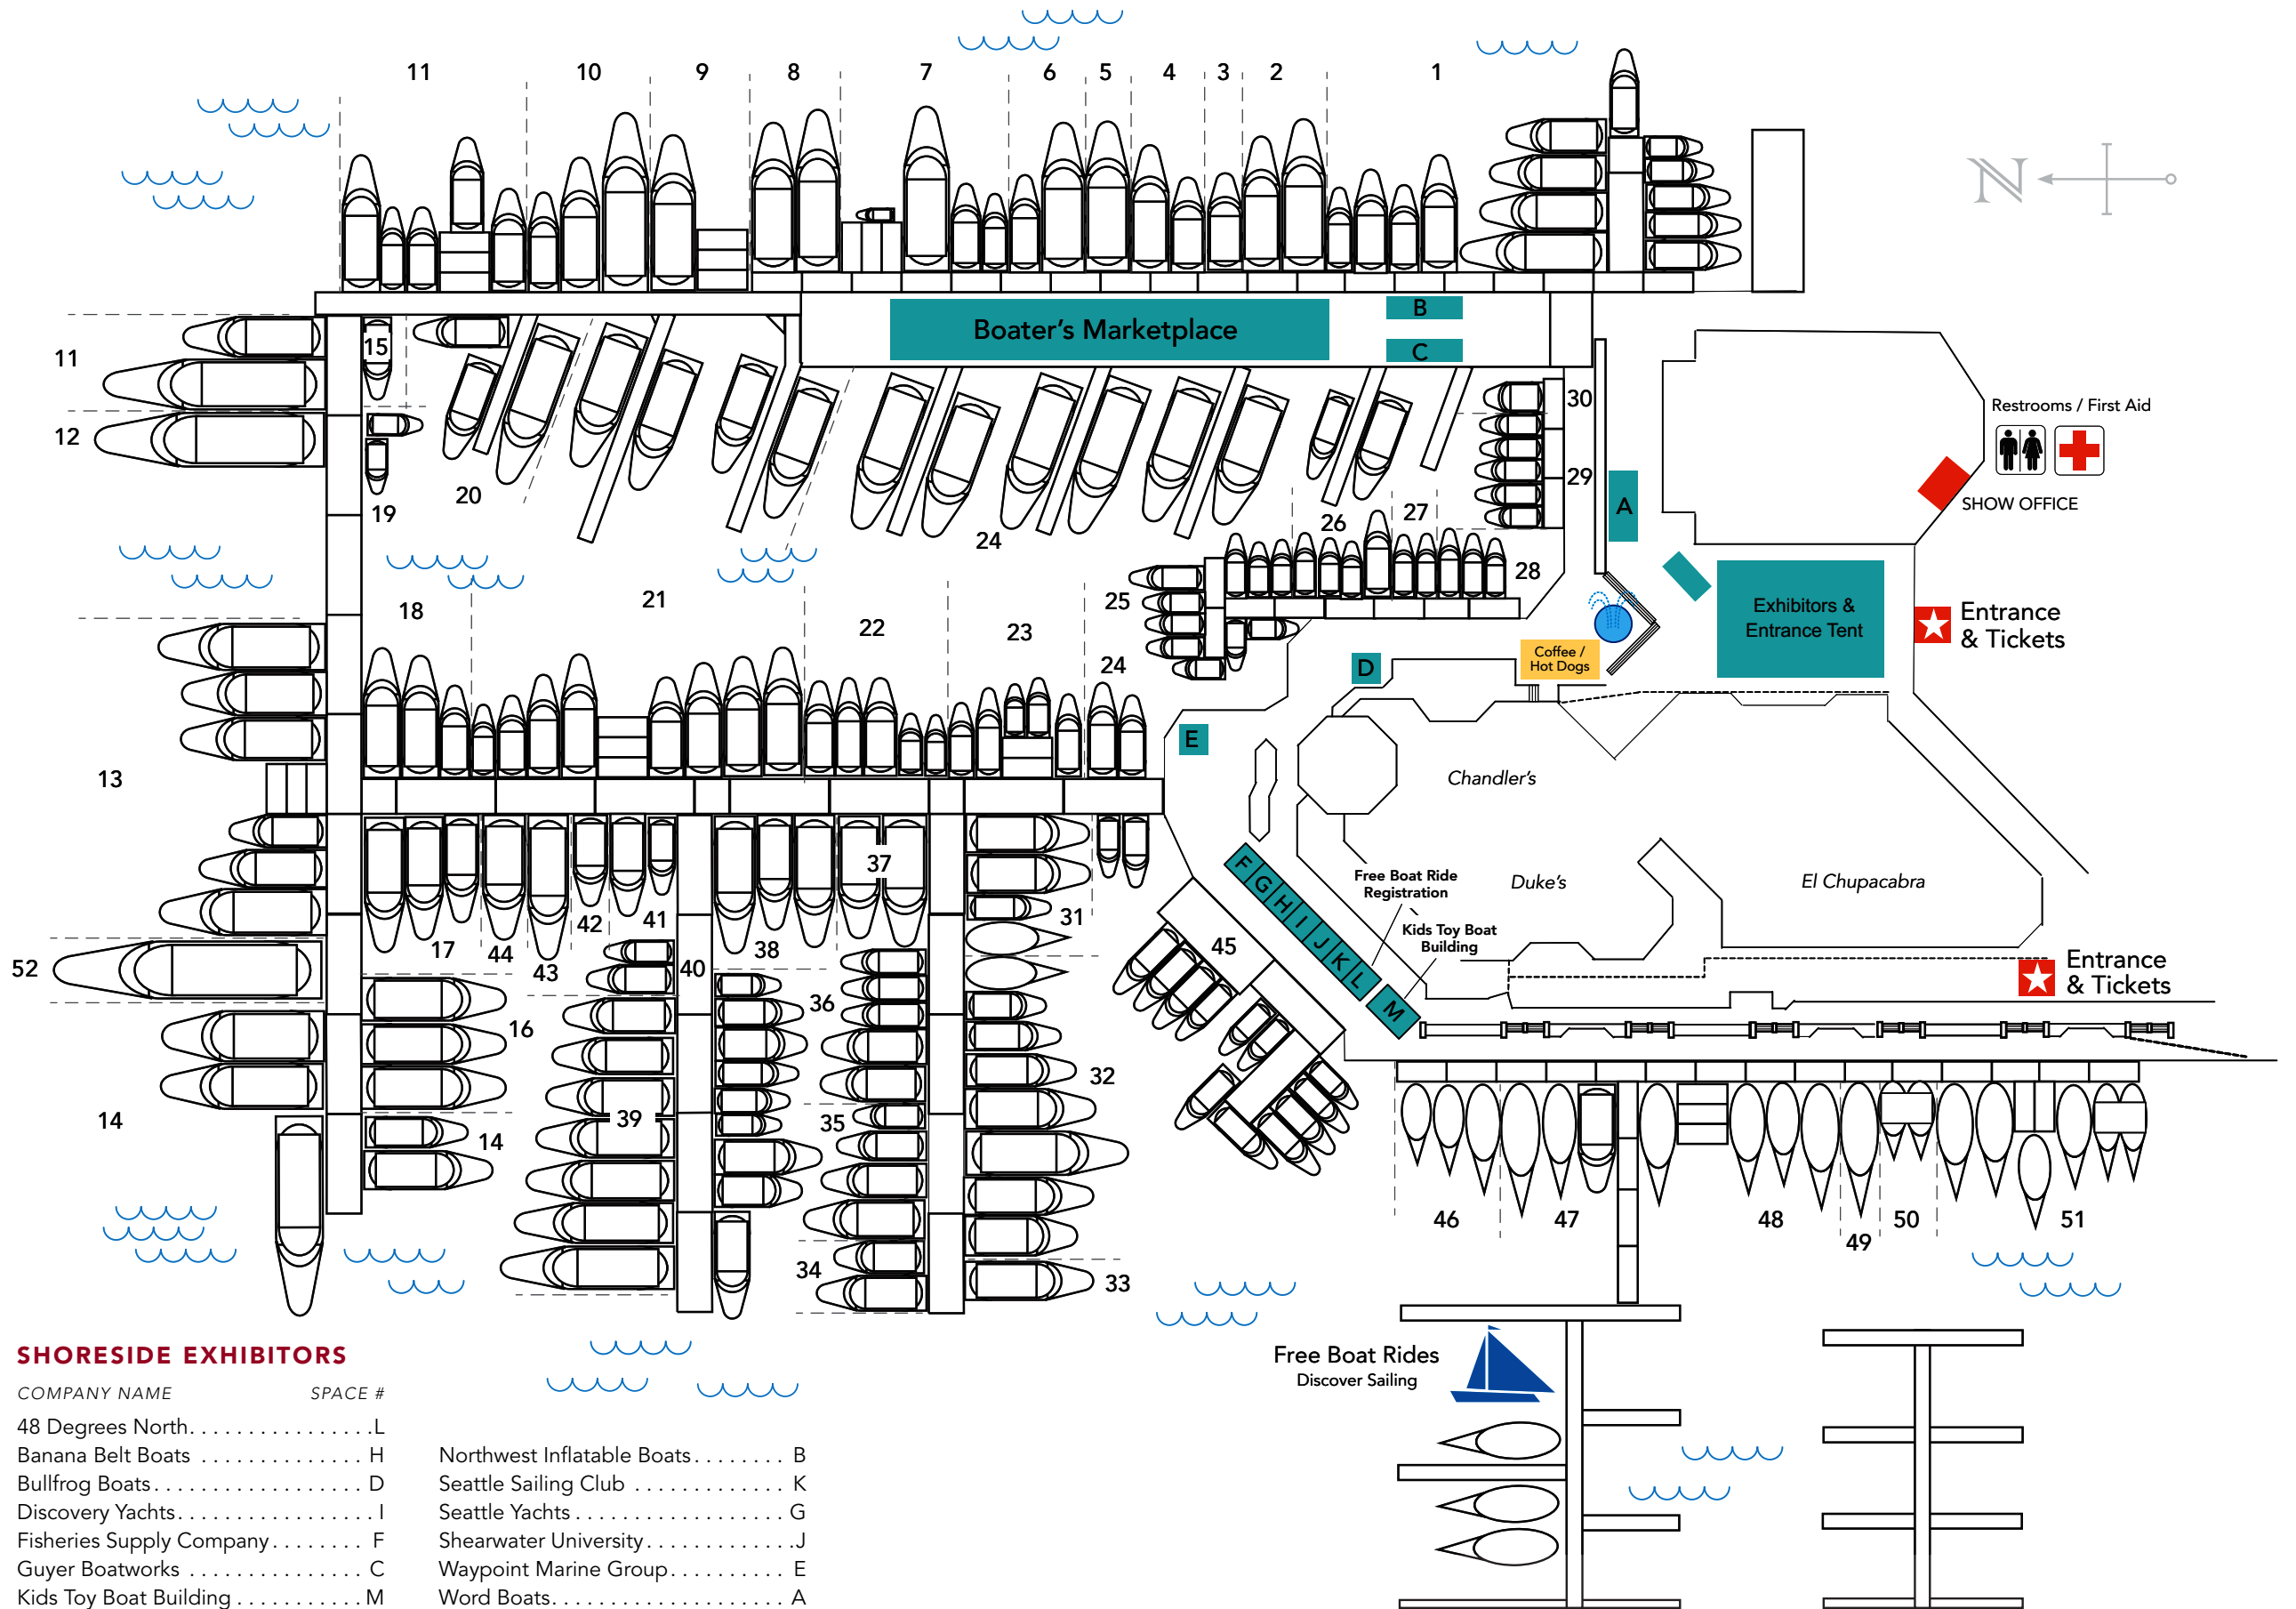 11
10
9
8
7
6
5
4
3
2
1
N
B
Boater's Marketplace
C
15
11
12
30
Restrooms / First Aid
29
A
SHOW OFFICE
20
19
26
27
24
28
18
21
25
22
23
Exhibitors &
Entrance Tent
Entrance
& Tickets
Coffee /
Hot Dogs
24
D
E
13
Chandler's
37
F
G
H
I
J
K
L
M
Free Boat Ride
Registration
Duke's
El Chupacabra
Kids Toy Boat
Building
31
42
41
17
44
43
38
40
45
52
Entrance
& Tickets
36
16
32
14
39
35
14
46
47
48
49
50
51
34
33
Free Boat Rides
Discover Sailing
SHORESIDE EXHIBITORS
COMPANY NAME SPACE #
48 Degrees North. . . . . . . . . . . . . . . .L
Banana Belt Boats . . . . . . . . . . . . . . H
Bullfrog Boats. . . . . . . . . . . . . . . . . . D
Discovery Yachts. . . . . . . . . . . . . . . . . I
Fisheries Supply Company. . . . . . . . F
Guyer Boatworks . . . . . . . . . . . . . . . C
Kids Toy Boat Building . . . . . . . . . . . M
Northwest Inflatable Boats. . . . . . . . B
Seattle Sailing Club . . . . . . . . . . . . . K
Seattle Yachts . . . . . . . . . . . . . . . . . . G
Shearwater University. . . . . . . . . . . . .J
Waypoint Marine Group. . . . . . . . . . E
Word Boats. . . . . . . . . . . . . . . . . . . . . A